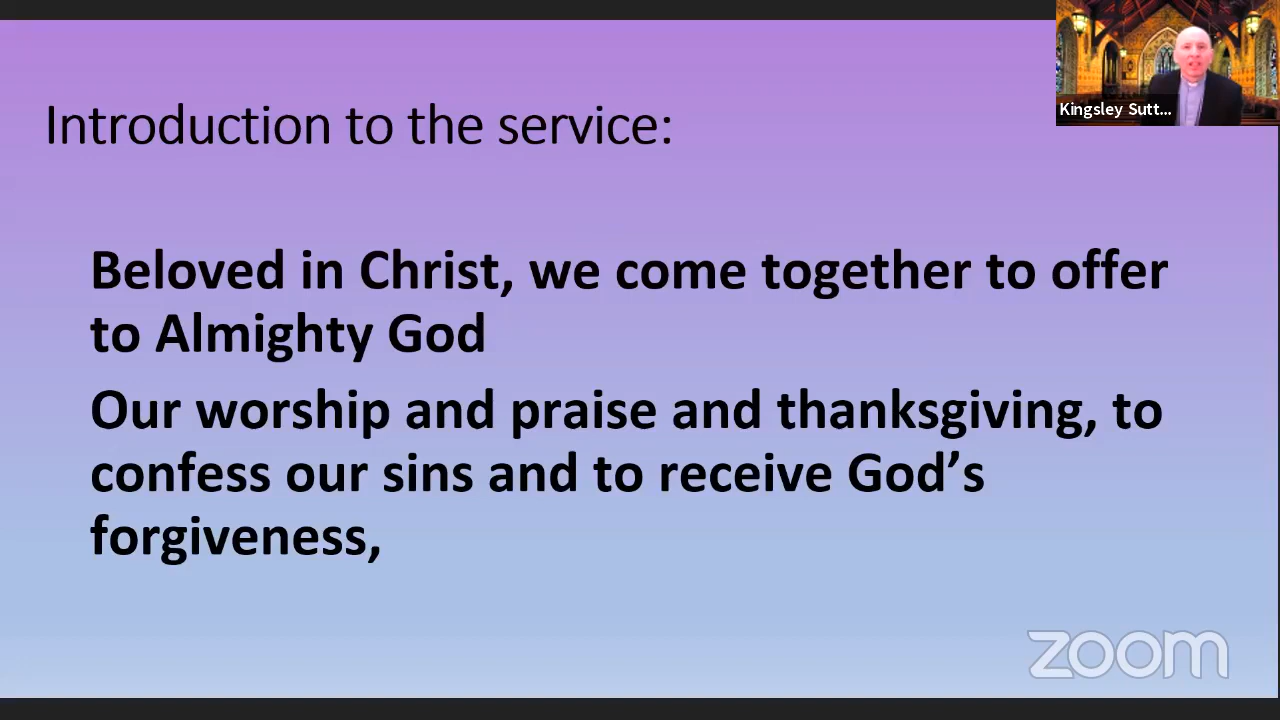 Introduction to the service:
Kingsley Sutt...
Beloved in Christ, we come together to offer
to Almighty God
Our worship and praise and thanksgiving, to
confess our sins and to receive God’s
forgiveness,
zoom